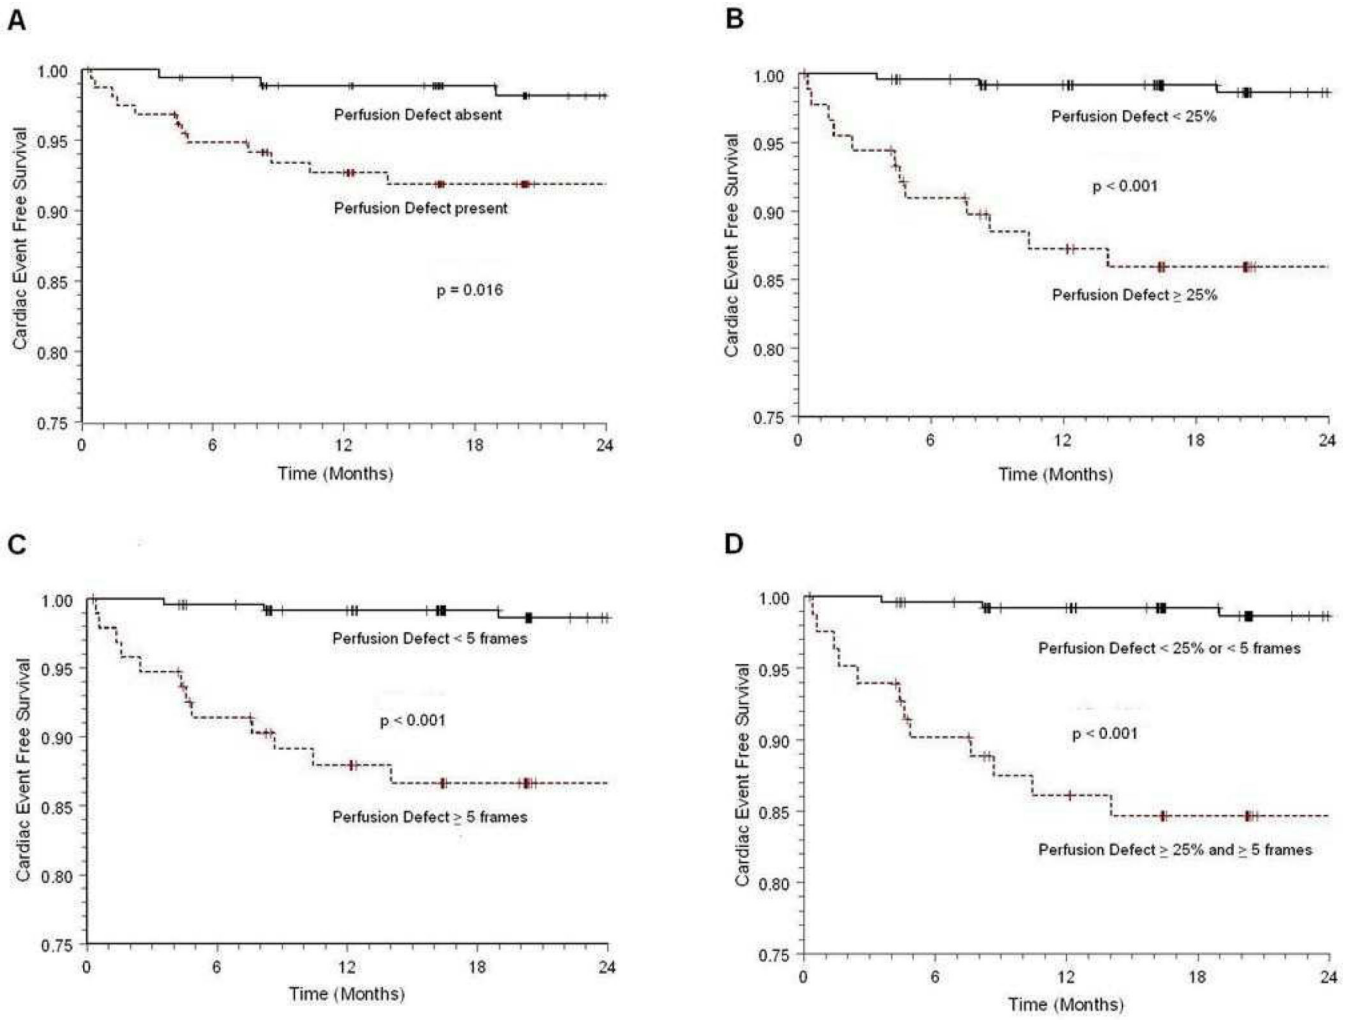 A
Cardiac Event Free Survival
1.00
0.95
0.90
0.85
0.80
0.75
Perfusion Defect absent
Perfusion Defect present
p = 0.016
0 6 12 18 24
Time (Months)
B
Cardiac Event Free Survival
1.00
0.95
0.90
0.85
0.80
0.75
Perfusion Defect < 25%
p < 0.001
Perfusion Defect ≥ 25%
0 6 12 18 24
Time (Months)
C
Cardiac Event Free Survival
1.00
0.95
0.90
0.85
0.80
0.75
Perfusion Defect < 5 frames
p < 0.001
Perfusion Defect ≥ 5 frames
0 6 12 18 24
Time (Months)
D
Cardiac Event Free Survival
1.00
0.95
0.90
0.85
0.80
0.75
Perfusion Defect < 25% or < 5 frames
p < 0.001
Perfusion Defect ≥ 25% and ≥ 5 frames
0 6 12 18 24
Time (Months)